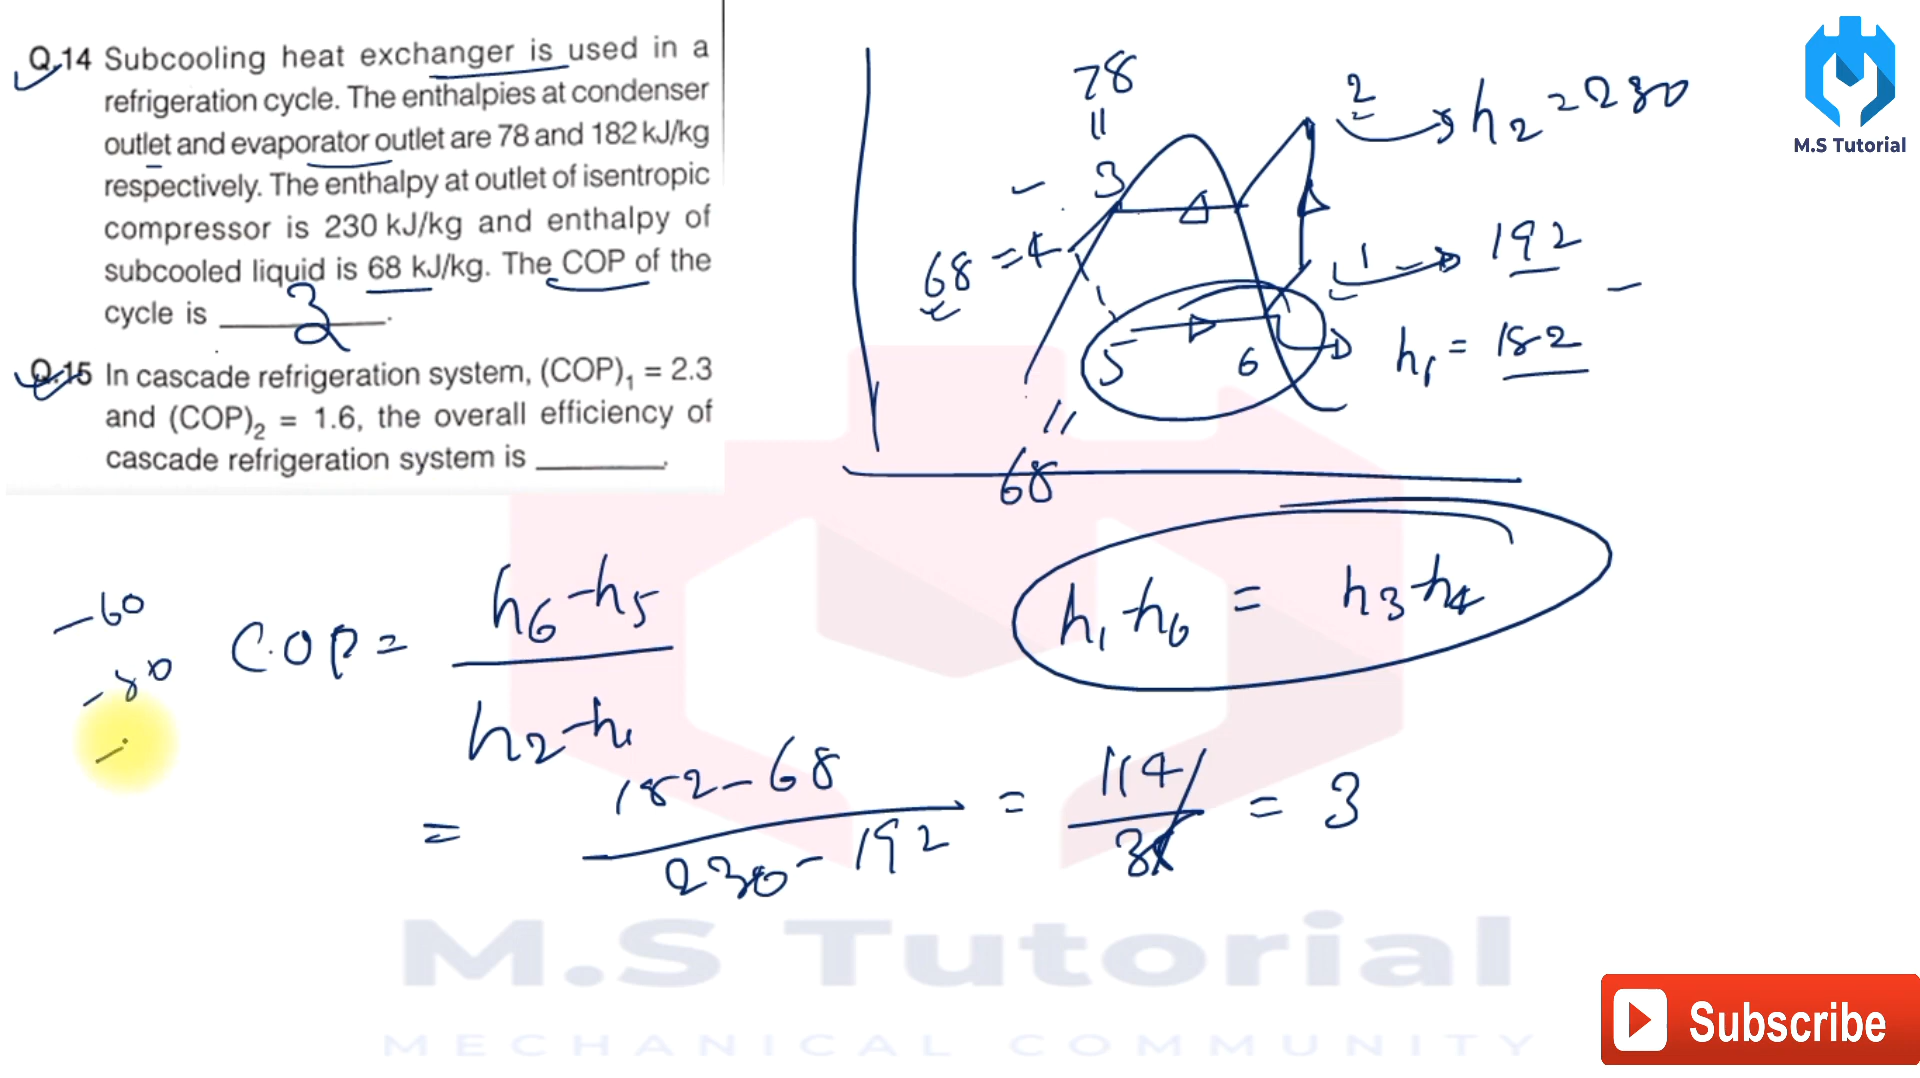 Q.14 Subcooling heat exchanger is used in a
refrigeration cycle. The enthalpies at condenser
outlet and evaporator outlet are 78 and 182 kJ/kg
respectively. The enthalpy at outlet of isentropic
compressor is 230 kJ/kg and enthalpy of
subcooled liquid is 68 kJ/kg. The COP of the
cycle is 3.
Q.15 In cascade refrigeration system, (COP)₁ = 2.3
and (COP)₂ = 1.6, the overall efficiency of
cascade refrigeration system is ________.
78
||
3
2 → h₂ = 230
68 = 4
1 → 192
5 6
h₁ = 182
||
68
h₁ - h₆ = h₃ - h₄
-60
-80
-
COP = h₆ - h₅
h₂ - h₁
= 182 - 68
230 - 192
= 114
38
= 3
M.S Tutorial
M.S Tutorial
MECHANICAL COMMUNITY
Subscribe